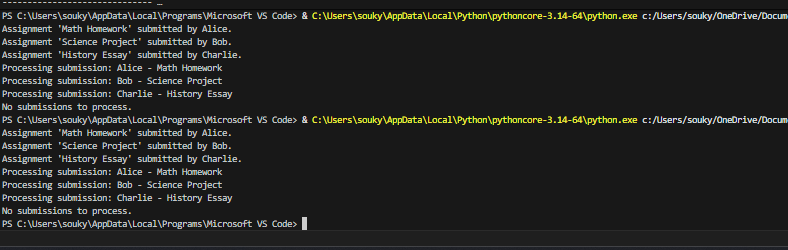 ------------------------------ _
PS C:\Users\souky\AppData\Local\Programs\Microsoft VS Code> & C:\Users\souky\AppData\Local\Python\pythoncore-3.14-64\python.exe c:/Users/souky/OneDrive/Docum
Assignment 'Math Homework' submitted by Alice.
Assignment 'Science Project' submitted by Bob.
Assignment 'History Essay' submitted by Charlie.
Processing submission: Alice - Math Homework
Processing submission: Bob - Science Project
Processing submission: Charlie - History Essay
No submissions to process.
PS C:\Users\souky\AppData\Local\Programs\Microsoft VS Code> & C:\Users\souky\AppData\Local\Python\pythoncore-3.14-64\python.exe c:/Users/souky/OneDrive/Docum
Assignment 'Math Homework' submitted by Alice.
Assignment 'Science Project' submitted by Bob.
Assignment 'History Essay' submitted by Charlie.
Processing submission: Alice - Math Homework
Processing submission: Bob - Science Project
Processing submission: Charlie - History Essay
No submissions to process.
PS C:\Users\souky\AppData\Local\Programs\Microsoft VS Code>